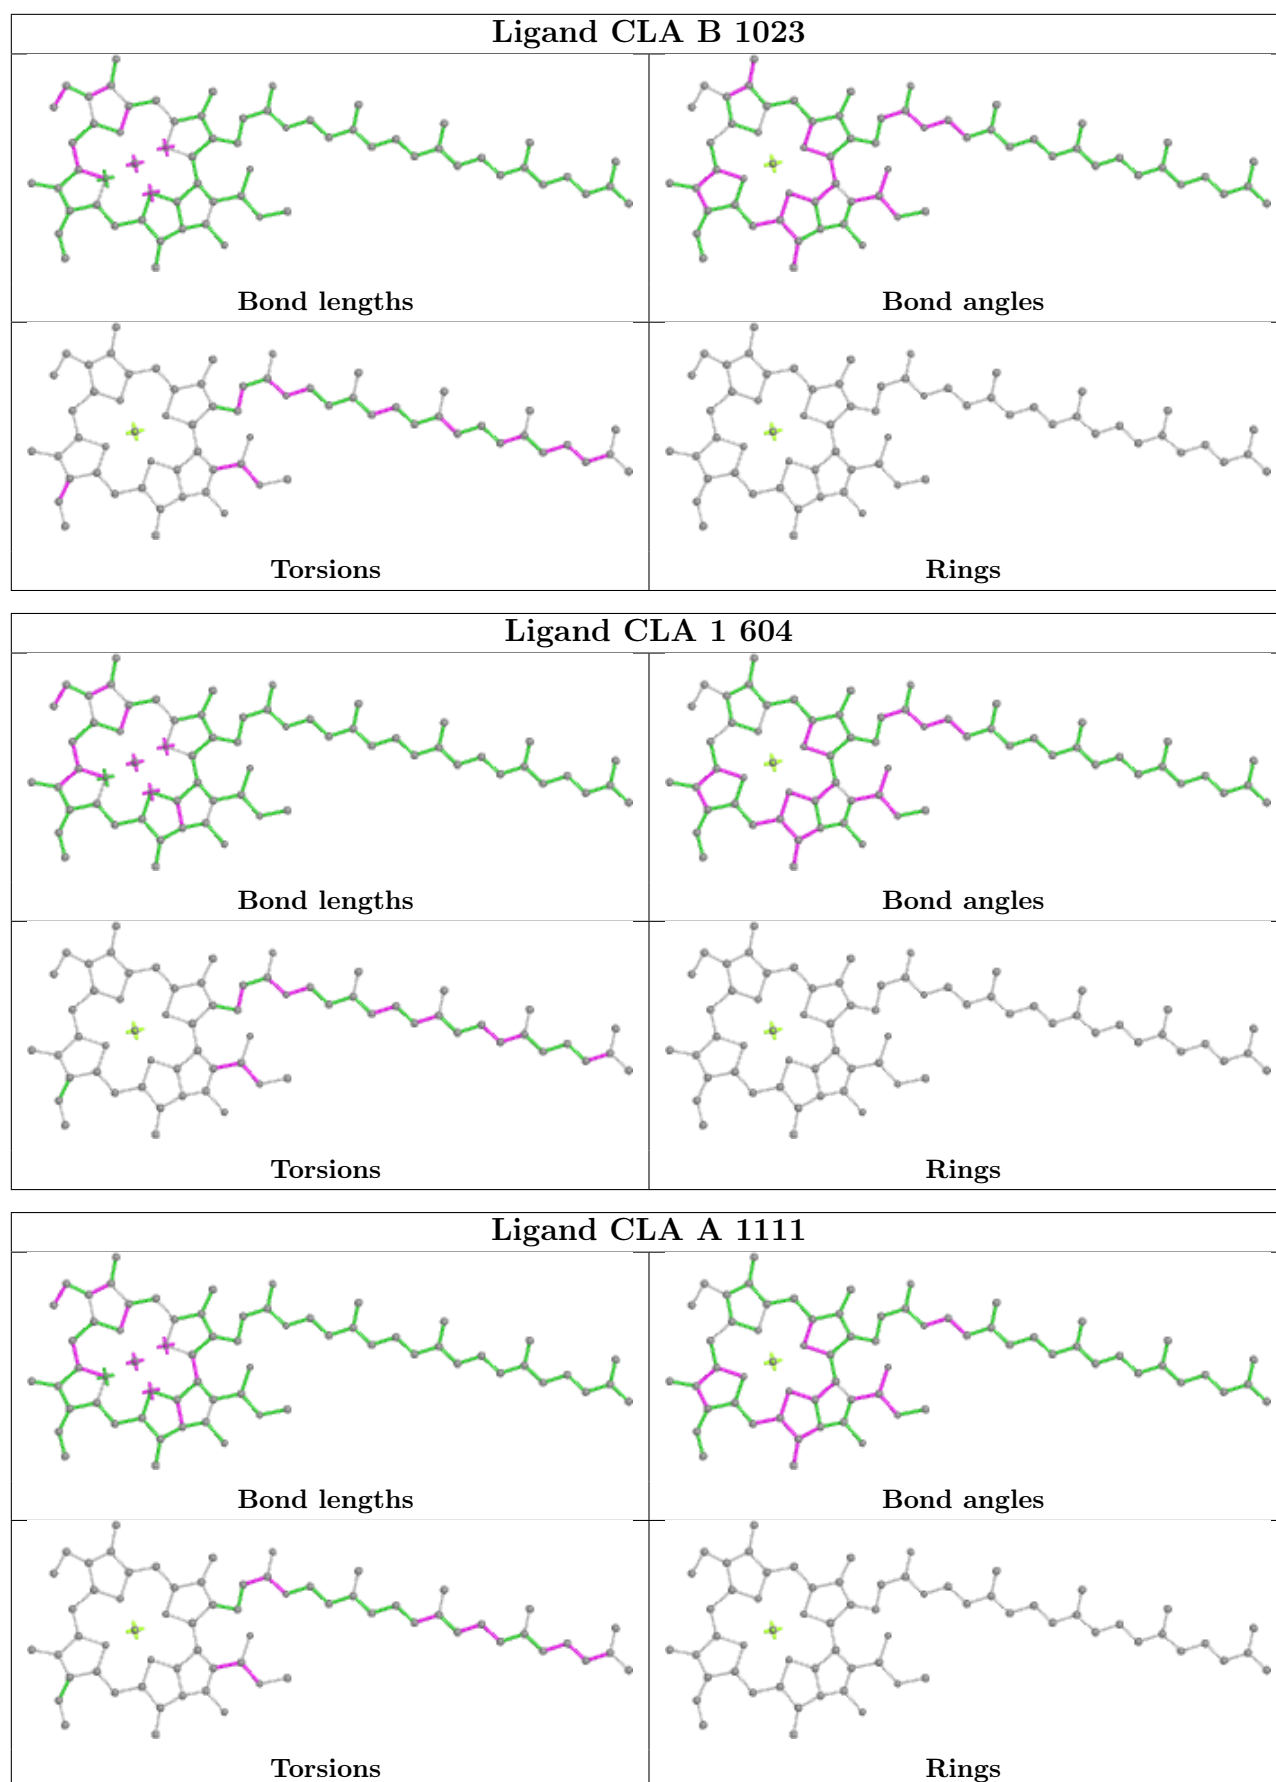 Ligand CLA B 1023
Bond lengths
Bond angles
Torsions
Rings
Ligand CLA 1 604
Bond lengths
Bond angles
Torsions
Rings
Ligand CLA A 1111
Bond lengths
Bond angles
Torsions
Rings